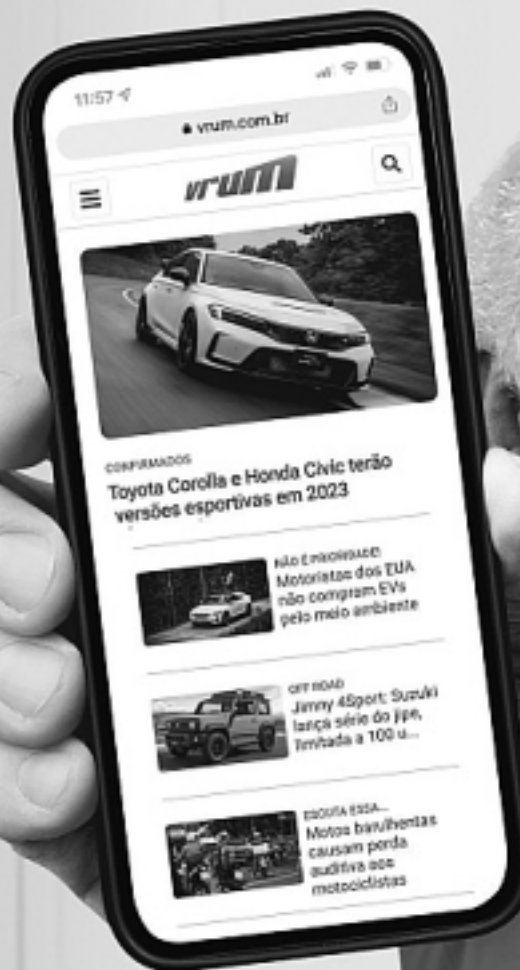 11:57
vrum.com.br
vrum
CONFIRMADOS
Toyota Corolla e Honda Civic terão
versões esportivas em 2023
NÃO É PRIORIDADE!
Motoristas dos EUA
não compram EVs
pelo meio ambiente
OFF ROAD
Jimny 4Sport: Suzuki
lança série do jipe,
limitada a 100 u...
ESCUTA ESSA...
Motos barulhentas
causam perda
auditiva aos
motociclistas